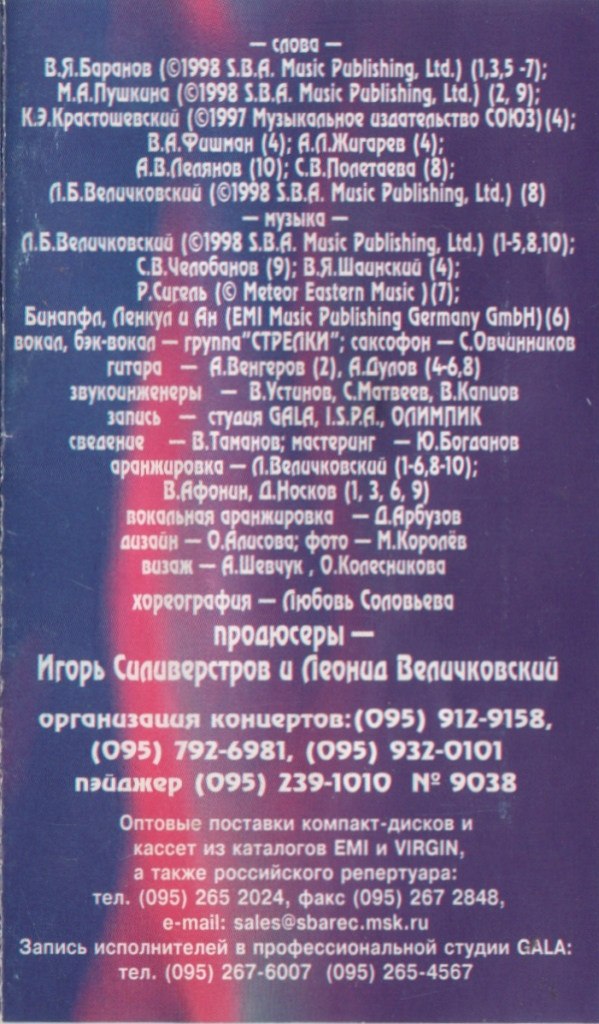 — слова —
В.Я.Баранов (©1998 S.B.A. Music Publishing, Ltd.) (1,3,5 -7);
М.А.Пушкина (©1998 S.B.A. Music Publishing, Ltd.) (2, 9);
К.Э.Крастошевский (©1997 Музыкальное издательство СОЮЗ)(4);
В.А.Фишман (4); А.Л.Жигарев (4);
А.В.Лелянов (10); С.В.Полетаева (8);
Л.Б.Величковский (©1998 S.B.A. Music Publishing, Ltd.) (8)
— музыка —
Л.Б.Величковский (©1998 S.B.A. Music Publishing, Ltd.) (1-5,8,10);
С.В.Челобанов (9); В.Я.Шаинский (4);
Р.Сигель (© Meteor Eastern Music )(7);
Бинапфл, Ленкул и Ан (EMI Music Publishing Germany GmbH)(6)
вокал, бэк-вокал — группа"СТРЕЛКИ"; саксофон — С.Овчинников
гитара — А.Венгеров (2), А.Дулов (4-6,8)
звукоинженеры — В.Устинов, С.Матвеев, В.Капцов
запись — студия GALA, I.S.P.A., ОЛИМПИК
сведение — В.Таманов; мастеринг — Ю.Богданов
аранжировка — Л.Величковский (1-6,8-10);
В.Афонин, Д.Носков (1, 3, 6, 9)
вокальная аранжировка — Д.Арбузов
дизайн — О.Алисова; фото — М.Королёв
визаж — А.Шевчук , О.Колесникова
хореография — Любовь Соловьева
продюсеры —
Игорь Силиверстров и Леонид Величковский
организация концертов:(095) 912-9158,
(095) 792-6981, (095) 932-0101
пэйджер (095) 239-1010 № 9038
Оптовые поставки компакт-дисков и
кассет из каталогов EMI и VIRGIN,
а также российского репертуара:
тел. (095) 265 2024, факс (095) 267 2848,
e-mail: sales@sbarec.msk.ru
Запись исполнителей в профессиональной студии GALA:
тел. (095) 267-6007 (095) 265-4567